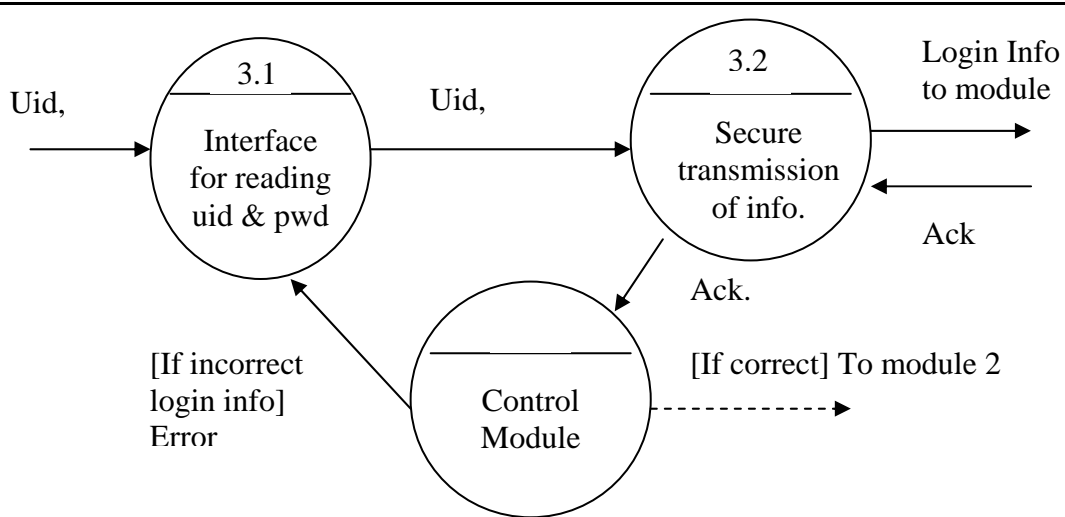 Uid,
3.1
Interface
for reading
uid & pwd
Uid,
3.2
Secure
transmission
of info.
Login Info
to module
Ack
Ack.
[If incorrect
login info]
Error
Control
Module
[If correct] To module 2